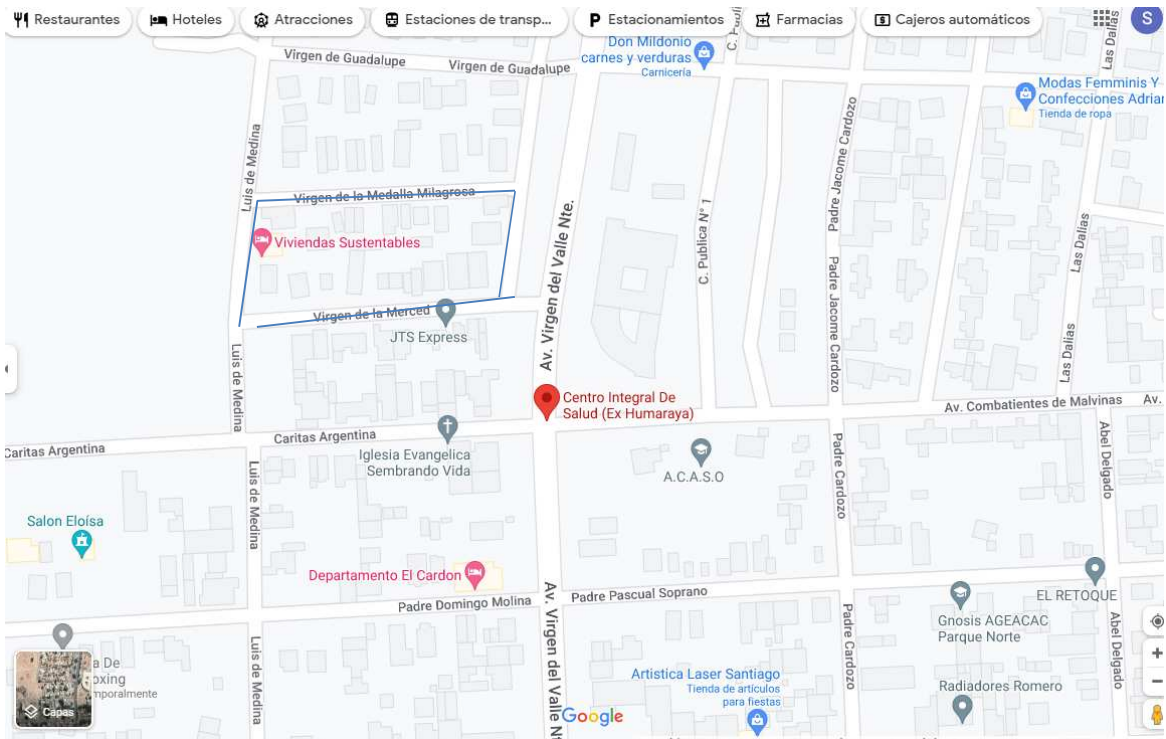 Restaurantes
Hoteles
Atracciones
Estaciones de transp...
P Estacionamientos
Farmacias
Cajeros automáticos
S
Virgen de Guadalupe
Virgen de Guadalupe
Don Mildonio
carnes y verduras
Carnicería
Las Dalias
Modas Femminis Y
Confecciones Adrian
Tienda de ropa
Luis de Medina
Virgen de la Medalla Milagrosa
Padre Jacome Cardozo
Viviendas Sustentables
Av. Virgen del Valle Nte.
C. Publica N° 1
Las Dalias
Virgen de la Merced
JTS Express
Padre Jacome Cardozo
Las Dalias
Luis de Medina
Centro Integral De
Salud (Ex Humaraya)
Av. Combatientes de Malvinas
Av.
Caritas Argentina
Caritas Argentina
Iglesia Evangelica
Sembrando Vida
A.C.A.S.O
Padre Cardozo
Abel Delgado
Luis de Medina
Salon Eloísa
Departamento El Cardon
Padre Domingo Molina
Padre Pascual Soprano
EL RETOQUE
Gnosis AGEACAC
Parque Norte
Av. Virgen del Valle N
Padre Cardozo
Abel Delgado
Luis de Medina
a De
oxing
mporalmente
Capas
Artistica Laser Santiago
Tienda de artículos
para fiestas
Radiadores Romero
Google